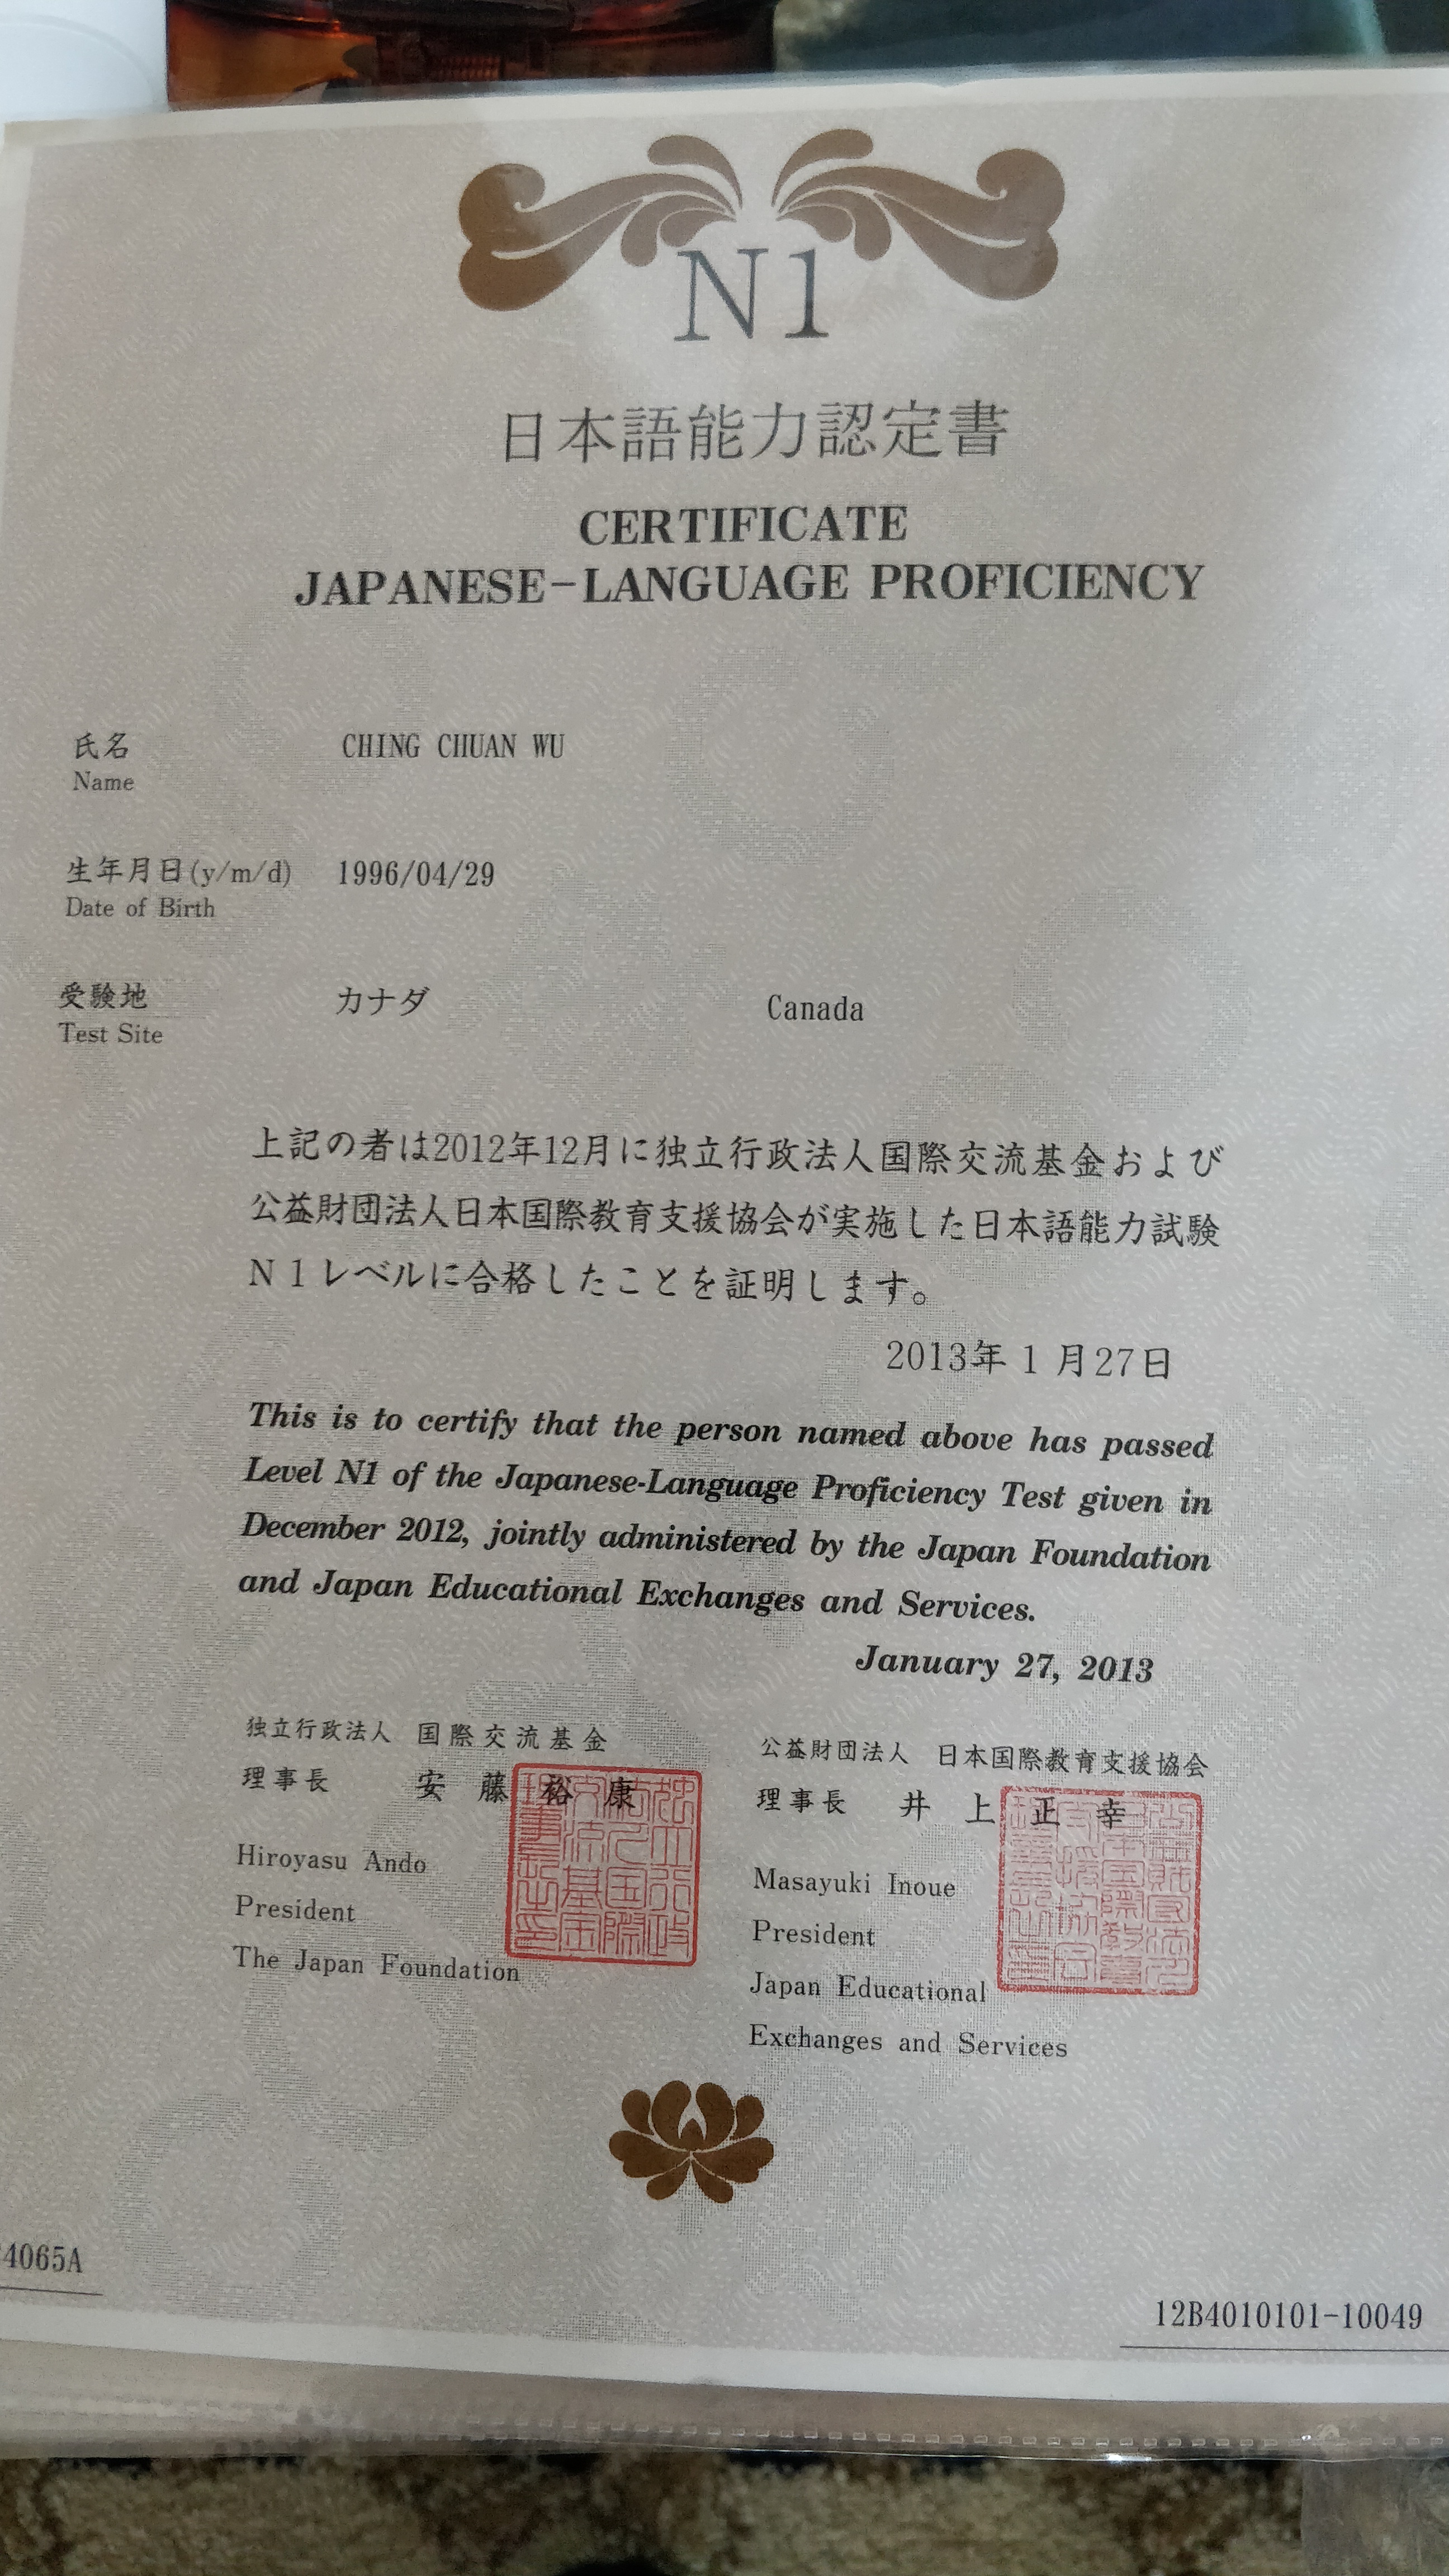 N1
日本語能力認定書
CERTIFICATE
JAPANESE-LANGUAGE PROFICIENCY
氏名 CHING CHUAN WU
Name
生年月日(y/m/d) 1996/04/29
Date of Birth
受験地 カナダ Canada
Test Site
上記の者は2012年12月に独立行政法人国際交流基金および
公益財団法人日本国際教育支援協会が実施した日本語能力試験
N1レベルに合格したことを証明します。
2013年1月27日
This is to certify that the person named above has passed
Level N1 of the Japanese-Language Proficiency Test given in
December 2012, jointly administered by the Japan Foundation
and Japan Educational Exchanges and Services.
January 27, 2013
独立行政法人 国際交流基金
理事長 安藤裕康
Hiroyasu Ando
President
The Japan Foundation
公益財団法人 日本国際教育支援協会
理事長 井上正幸
Masayuki Inoue
President
Japan Educational
Exchanges and Services
4065A
12B4010101-10049